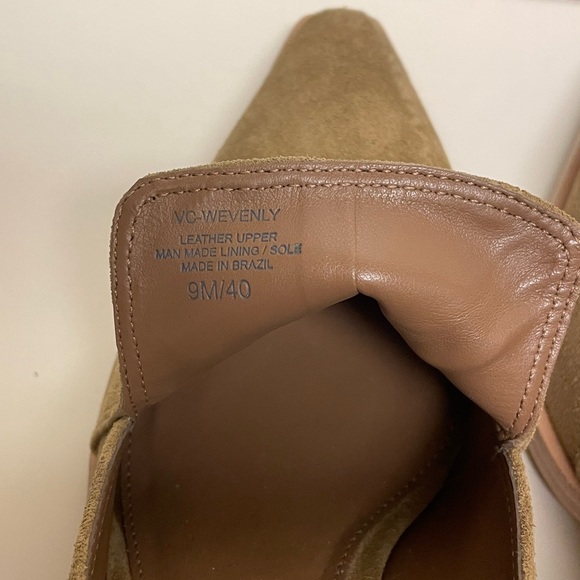 VC-WEVENLY
LEATHER UPPER
MAN MADE LINING / SOLE
MADE IN BRAZIL
9M/40